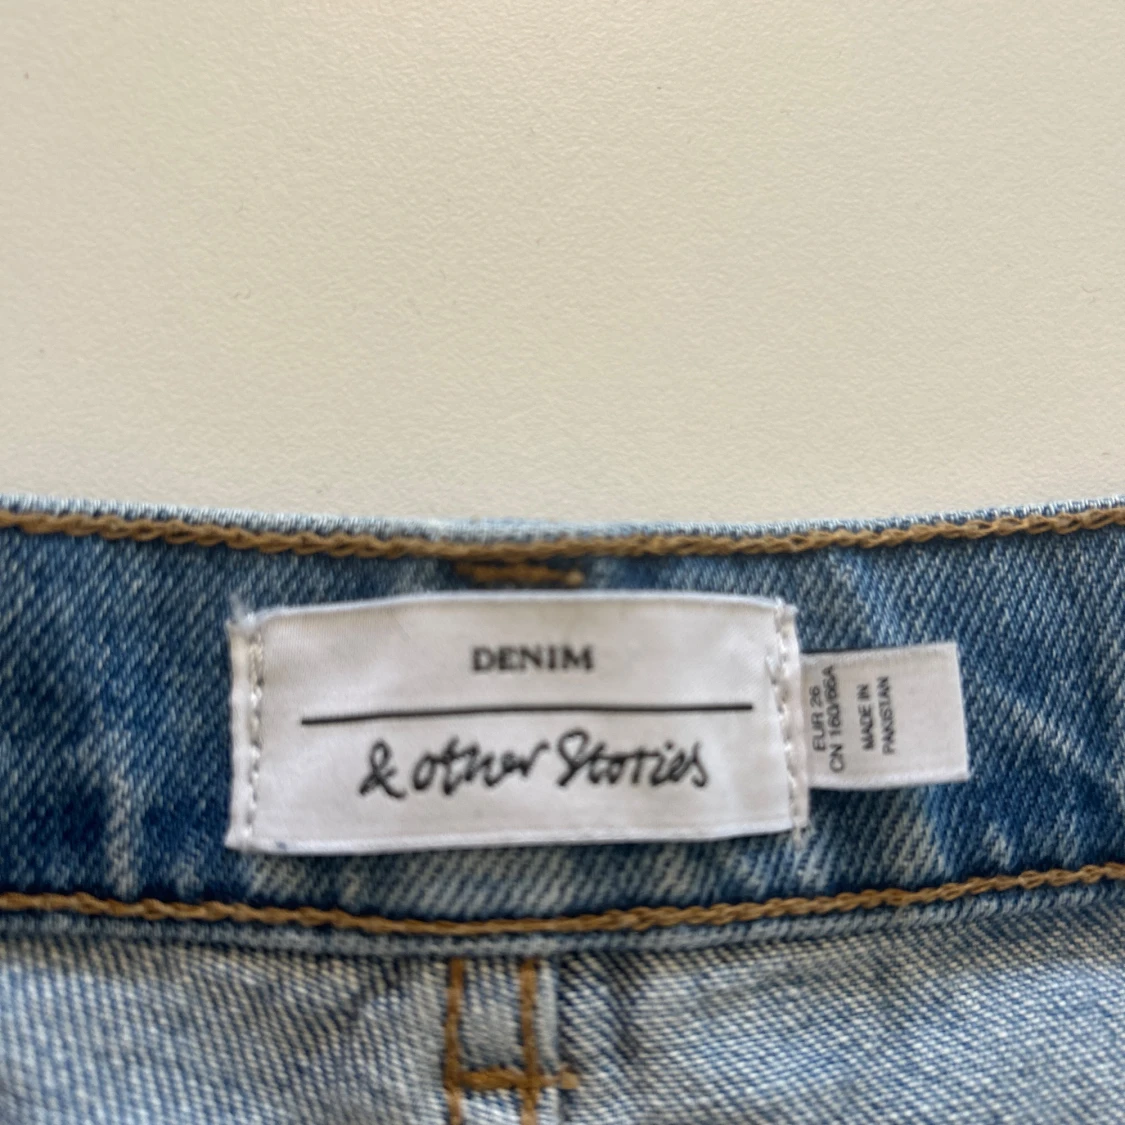 DENIM
& other Stories
EUR 26
CN 160/66A
MADE IN
PAKISTAN